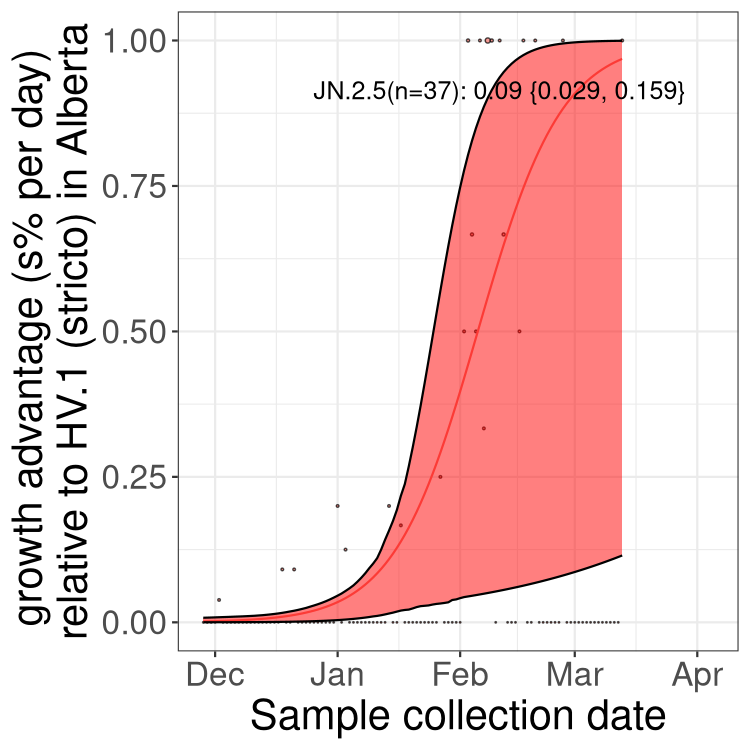 growth advantage (s% per day)
relative to HV.1 (stricto) in Alberta
1.00
0.75
0.50
0.25
0.00
JN.2.5(n=37): 0.09 {0.029, 0.159}
Dec
Jan
Feb
Mar
Apr
Sample collection date